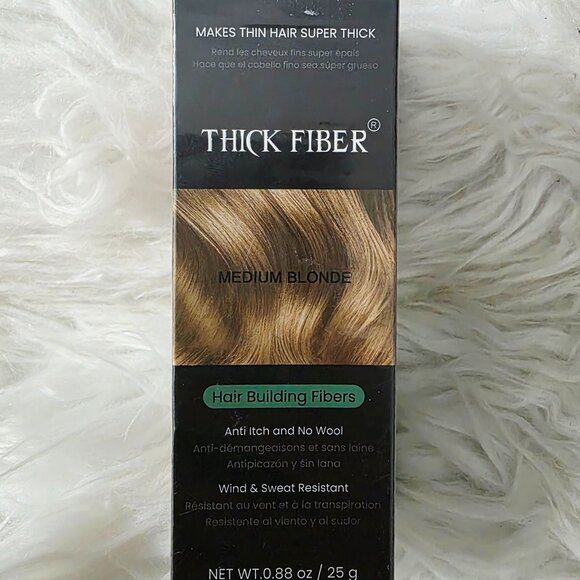 MAKES THIN HAIR SUPER THICK
Rend les cheveux fins super épais
Hace que el cabello fino sea súper grueso
THICK FIBER®
MEDIUM BLONDE
Hair Building Fibers
Anti Itch and No Wool
Anti-démangeaisons et sans laine
Antipicazón y sin lana
Wind & Sweat Resistant
Résistant au vent et à la transpiration
Resistente al viento y al sudor
NET WT.0.88 oz / 25 g